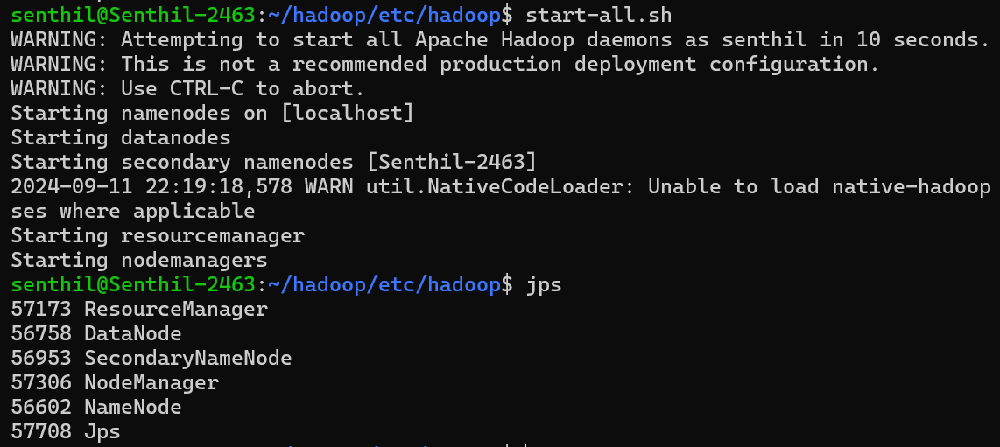 senthil@Senthil-2463:~/hadoop/etc/hadoop$ start-all.sh
WARNING: Attempting to start all Apache Hadoop daemons as senthil in 10 seconds.
WARNING: This is not a recommended production deployment configuration.
WARNING: Use CTRL-C to abort.
Starting namenodes on [localhost]
Starting datanodes
Starting secondary namenodes [Senthil-2463]
2024-09-11 22:19:18,578 WARN util.NativeCodeLoader: Unable to load native-hadoop
ses where applicable
Starting resourcemanager
Starting nodemanagers
senthil@Senthil-2463:~/hadoop/etc/hadoop$ jps
57173 ResourceManager
56758 DataNode
56953 SecondaryNameNode
57306 NodeManager
56602 NameNode
57708 Jps